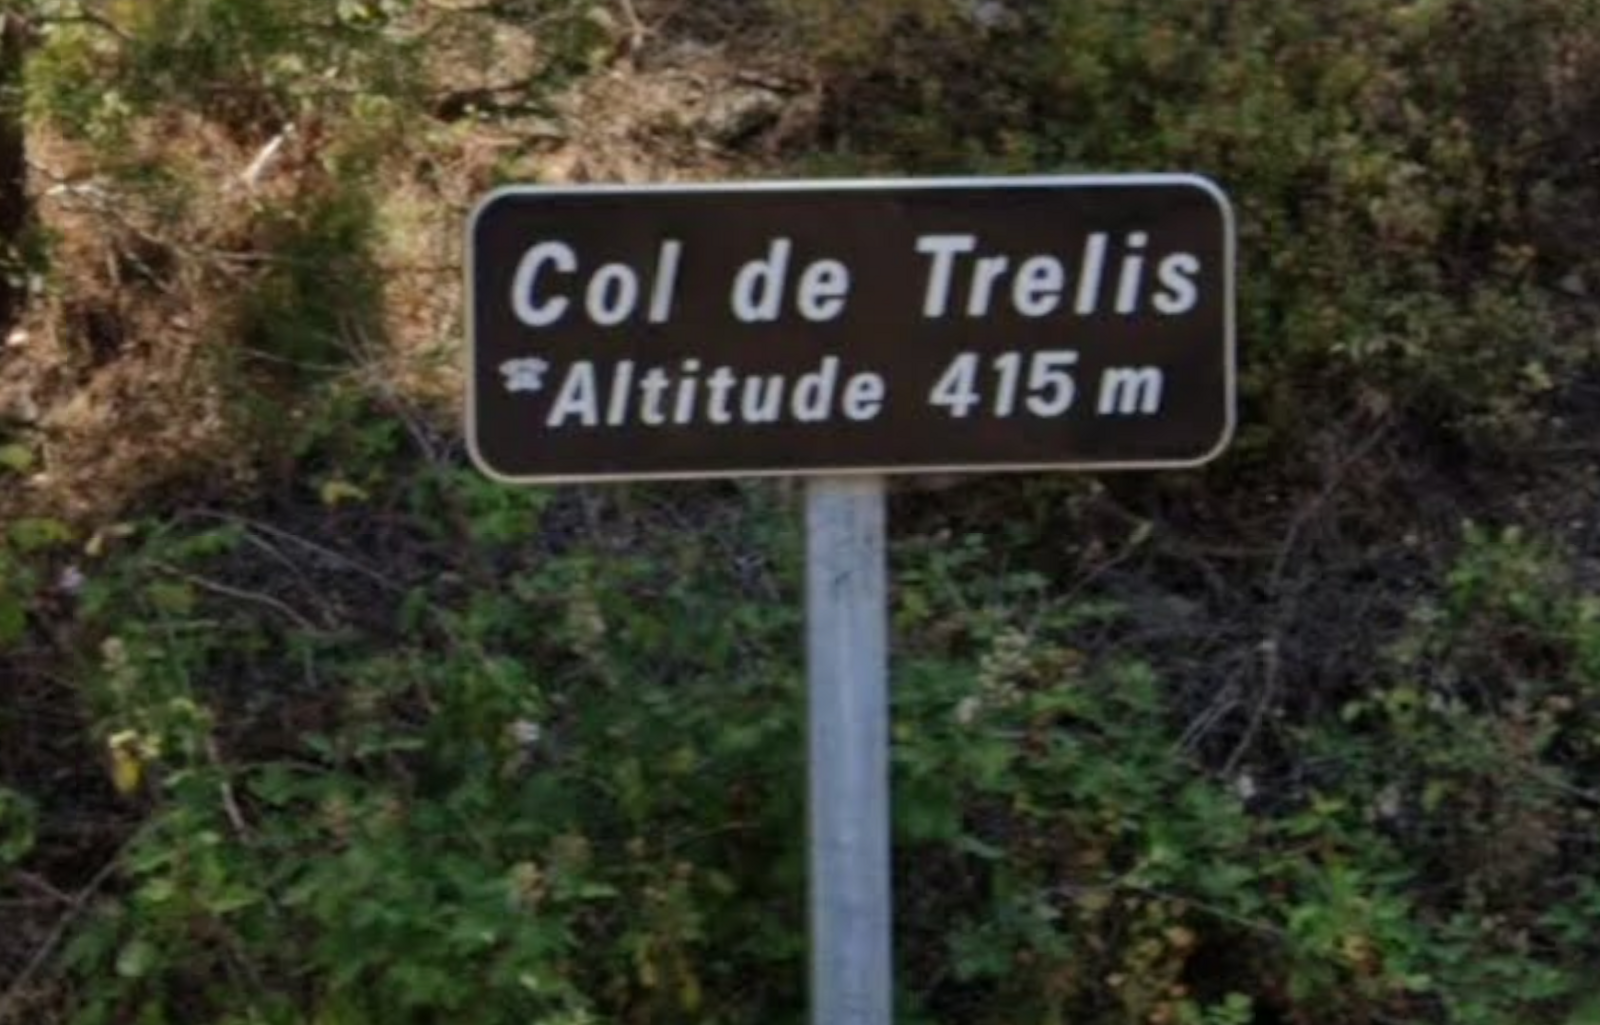 Col de Trelis
Altitude 415 m